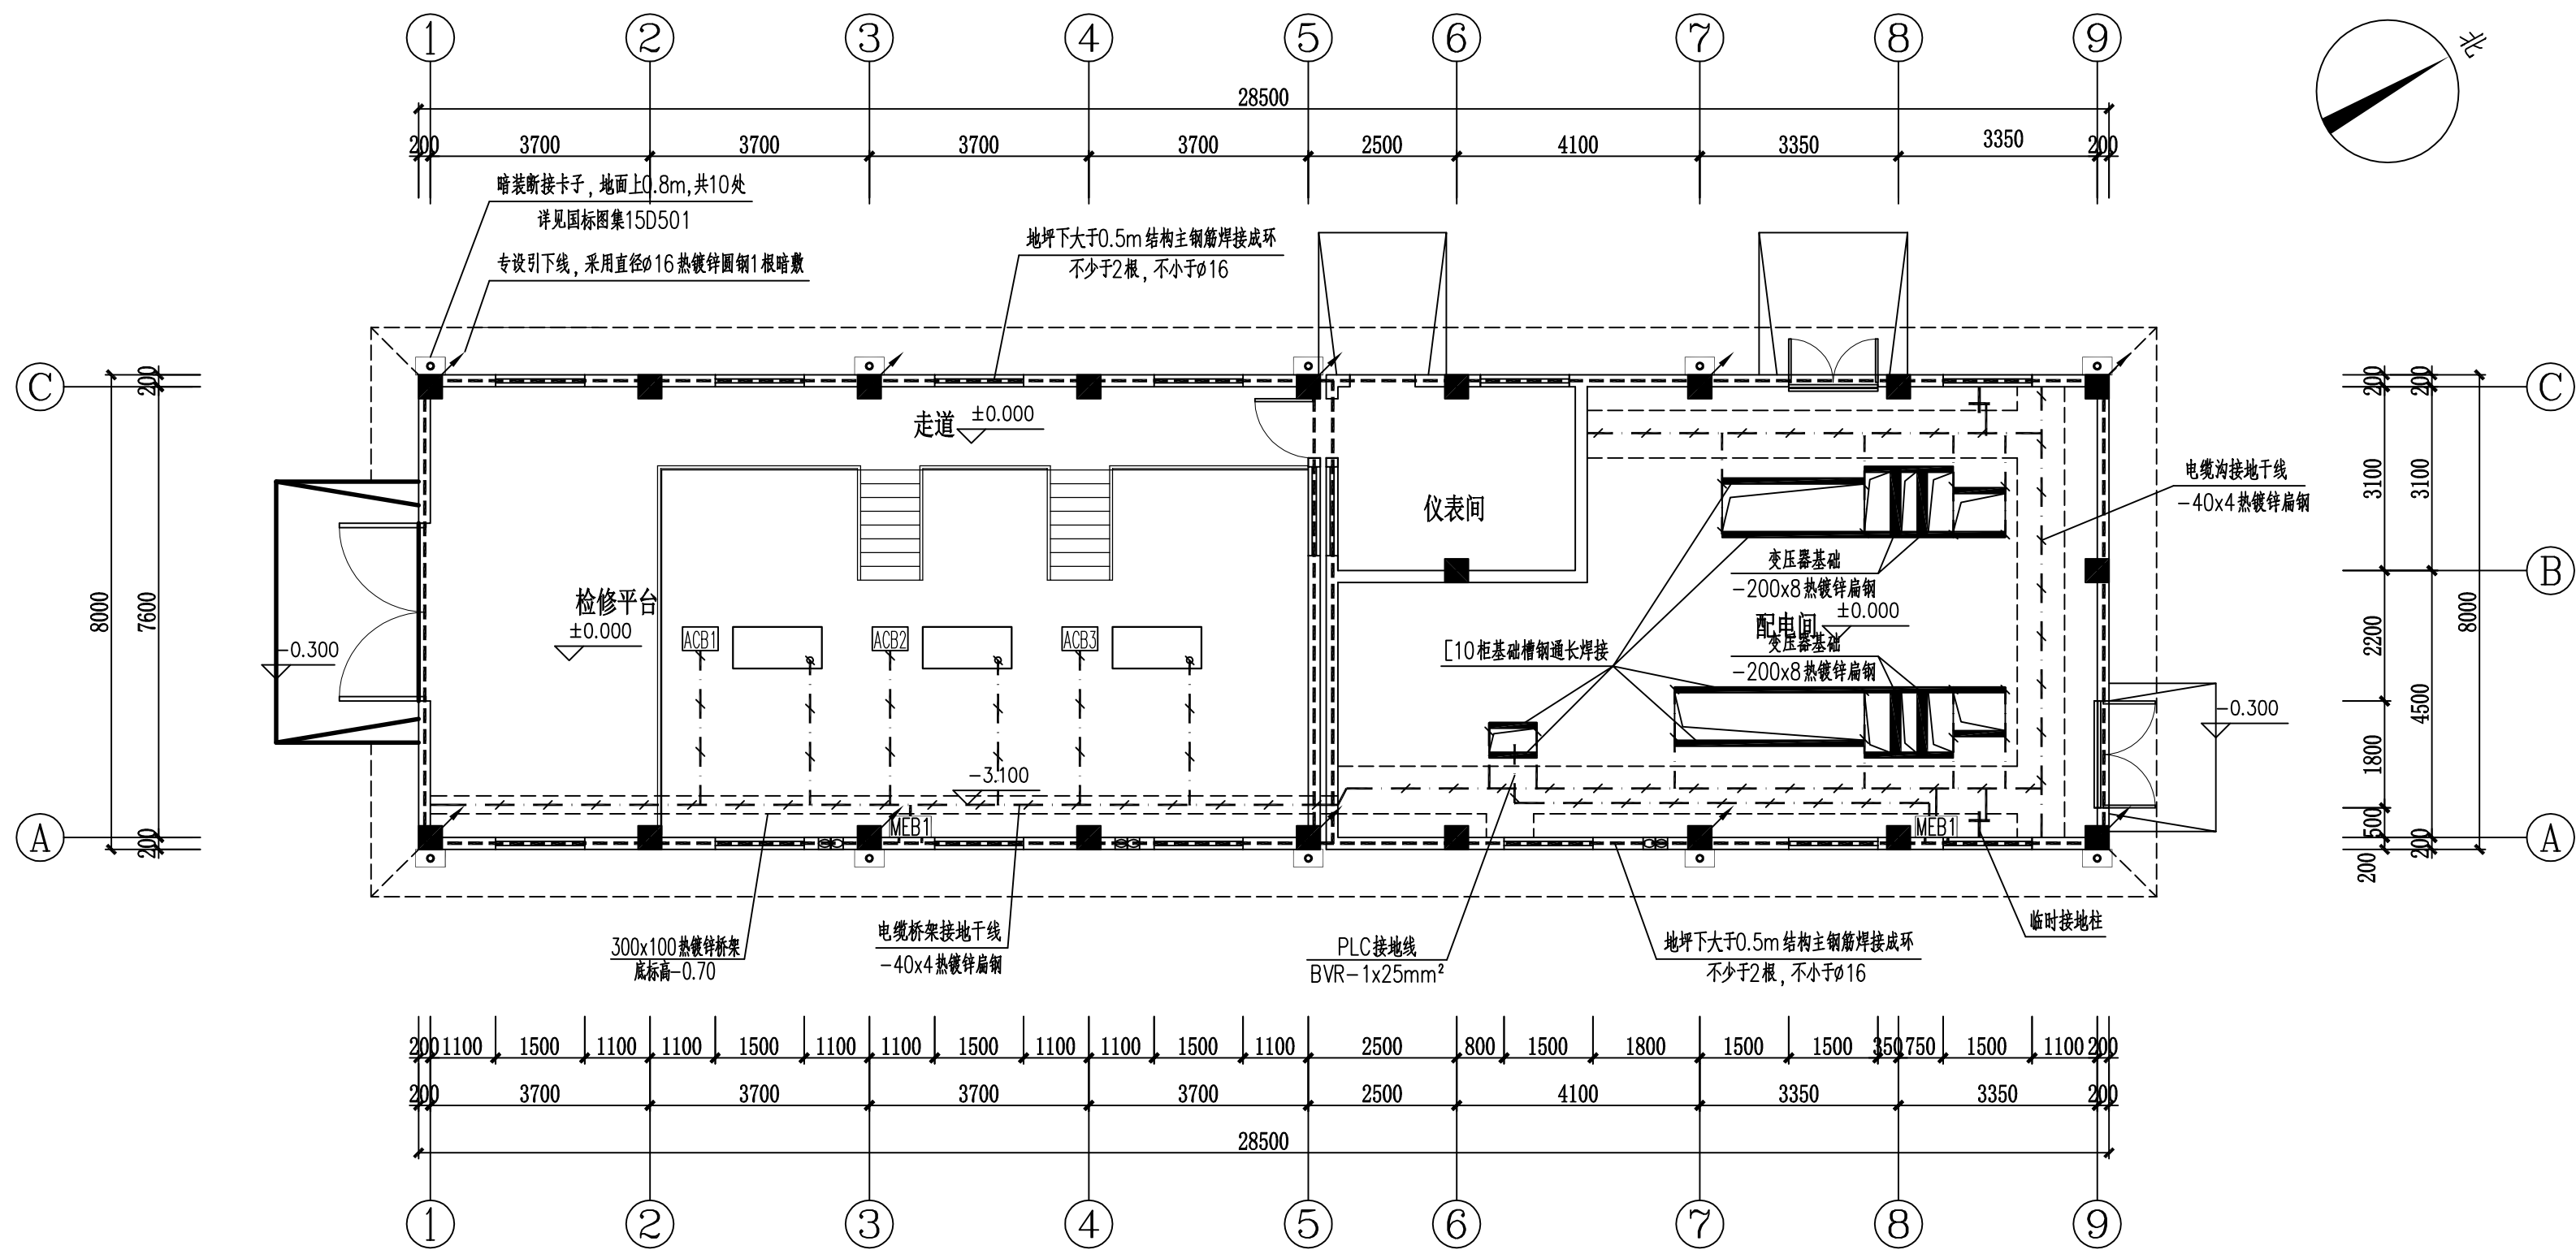 1 2 3 4 5 6 7 8 9
北
28500
200 3700 3700 3700 3700 2500 4100 3350 3350 200
暗装断接卡子，地面上0.8m,共10处
详见国标图集15D501
专设引下线，采用直径ø16热镀锌圆钢1根暗敷
地坪下大于0.5m结构主钢筋焊接成环
不少于2根，不小于ø16
C
C
200
200
200
走道
±0.000
电缆沟接地干线
-40x4热镀锌扁钢
3100
3100
仪表间
变压器基础
-200x8热镀锌扁钢
B
检修平台
±0.000
8000
7600
配电间
±0.000
2200
8000
ACB1
ACB2
ACB3
[10柜基础槽钢通长焊接
变压器基础
-200x8热镀锌扁钢
-0.300
4500
-0.300
1800
-3.100
MEB1
MEB1
500
A
A
200
200
200
300x100热镀锌桥架
底标高-0.70
电缆桥架接地干线
-40x4热镀锌扁钢
PLC接地线
BVR-1x25mm²
地坪下大于0.5m结构主钢筋焊接成环
不少于2根，不小于ø16
临时接地柱
200 1100 1500 1100 1100 1500 1100 1100 1500 1100 1100 1500 1100 2500 800 1500 1800 1500 1500 350 750 1500 1100 200
200 3700 3700 3700 3700 2500 4100 3350 3350 200
28500
1 2 3 4 5 6 7 8 9